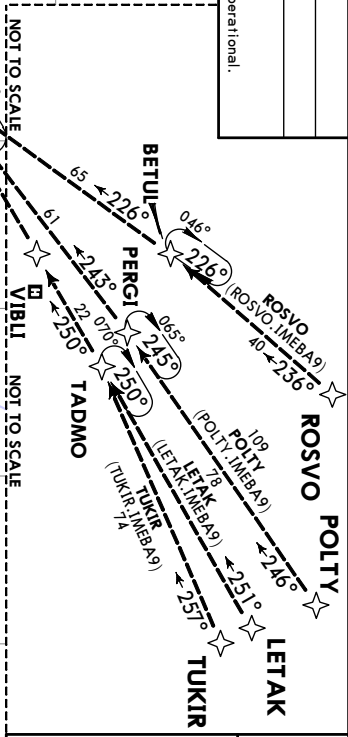 perational.
NOT TO SCALE
NOT TO SCALE
BETUL
65
226°
046°
226°
ROSVO
(ROSVO.IMEBA9)
40
236°
ROSVO
61
243°
PERGI
065°
245°
109
POLTY
(POLTY.IMEBA9)
246°
POLTY
VIBLI
H
22
250°
070°
250°
TADMO
78
LETAK
(LETAK.IMEBA9)
251°
LETAK
TUKIR
(TUKIR.IMEBA9)
74
257°
TUKIR